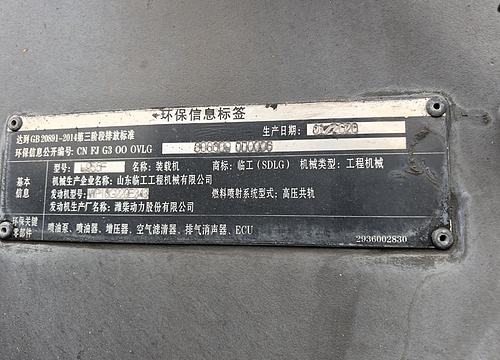 环保信息标签
达到GB 20891-2014第三阶段排放标准
生产日期:
环保信息公开编号: CN FJ G3 OO OVLG
型号: 名称: 装载机 商标: 临工 (SDLG) 机械类型: 工程机械
基本信息
机械生产企业名称: 山东临工工程机械有限公司
发动机型号: 燃料喷射系统型式: 高压共轨
发动机生产厂名称: 潍柴动力股份有限公司
环保关键零部件
喷油泵、喷油器、增压器、空气滤清器、排气消声器、ECU
2936002830